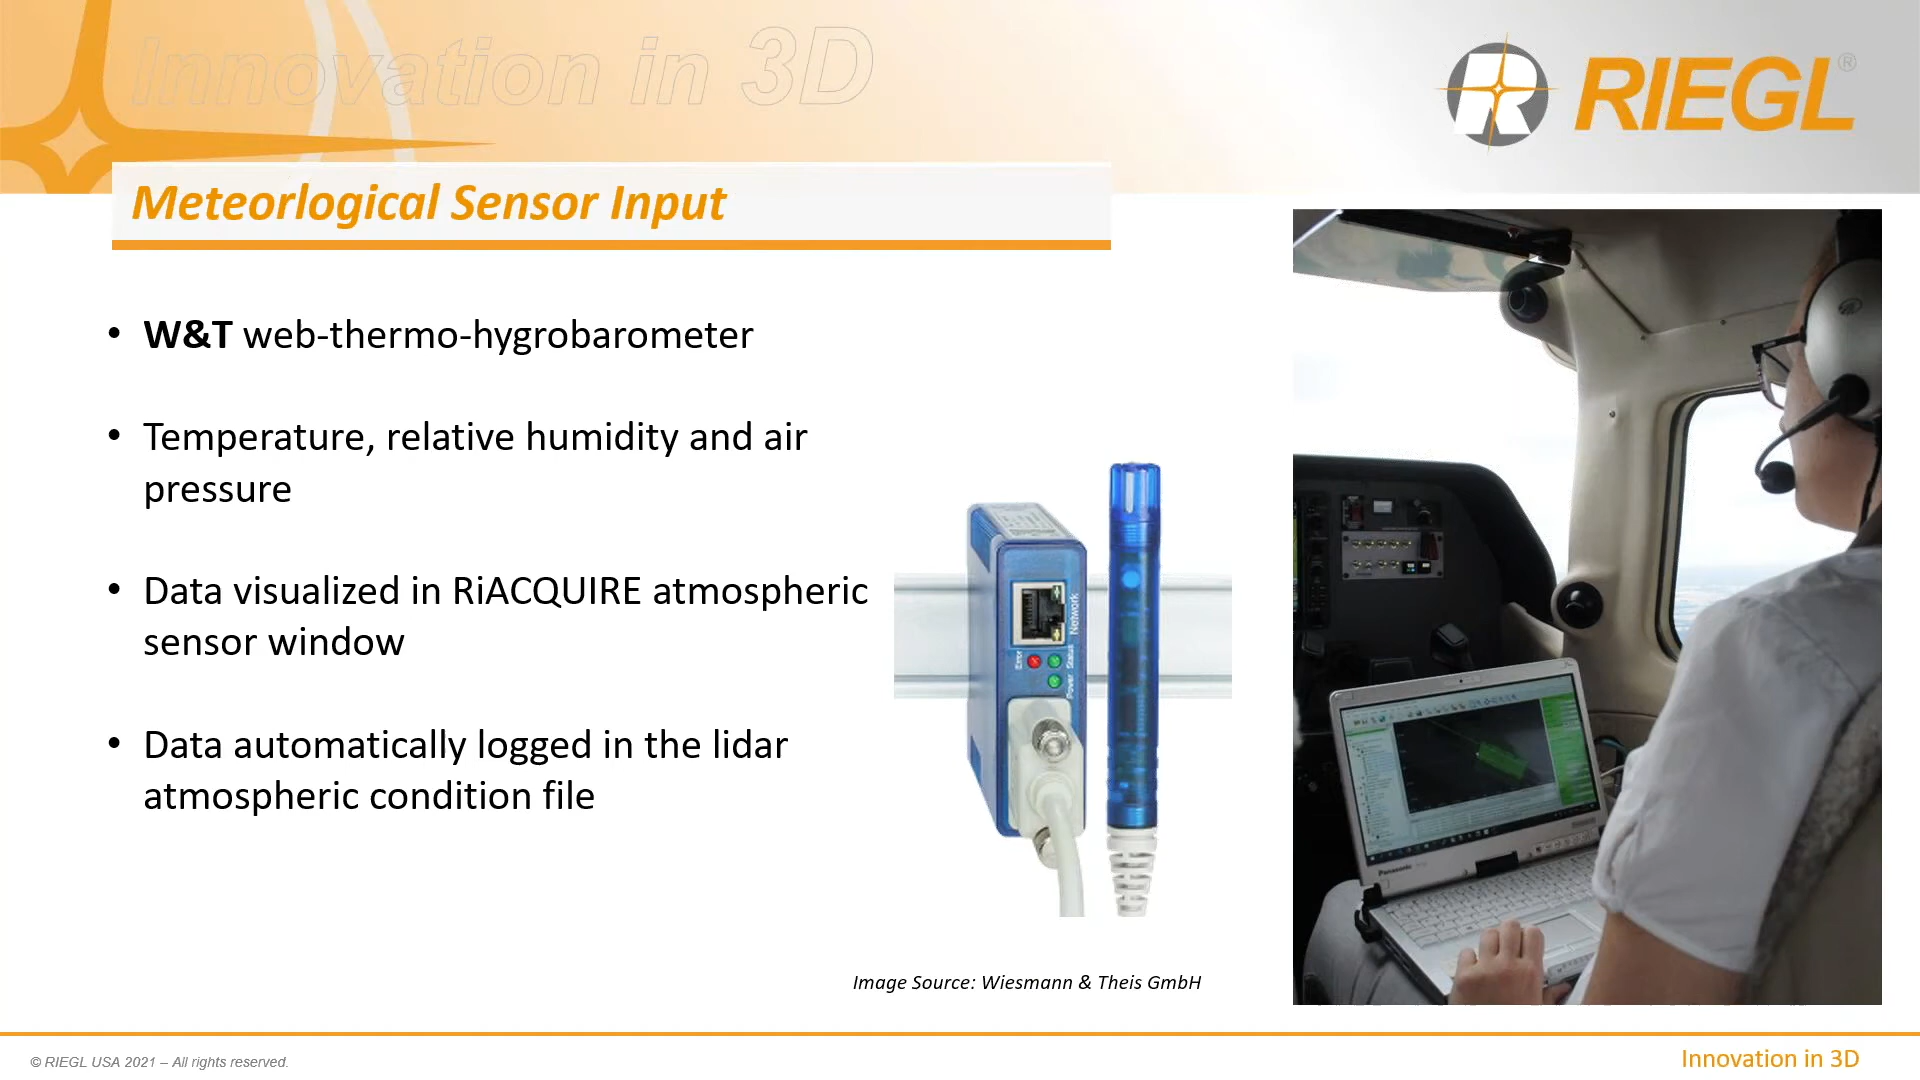 Innovation in 3D
RIEGL®
Meteorlogical Sensor Input
• W&T web-thermo-hygrobarometer
• Temperature, relative humidity and air
pressure
• Data visualized in RiACQUIRE atmospheric
sensor window
• Data automatically logged in the lidar
atmospheric condition file
Network
Error
Status
Power
Panasonic
Image Source: Wiesmann & Theis GmbH
© RIEGL USA 2021 – All rights reserved.
Innovation in 3D